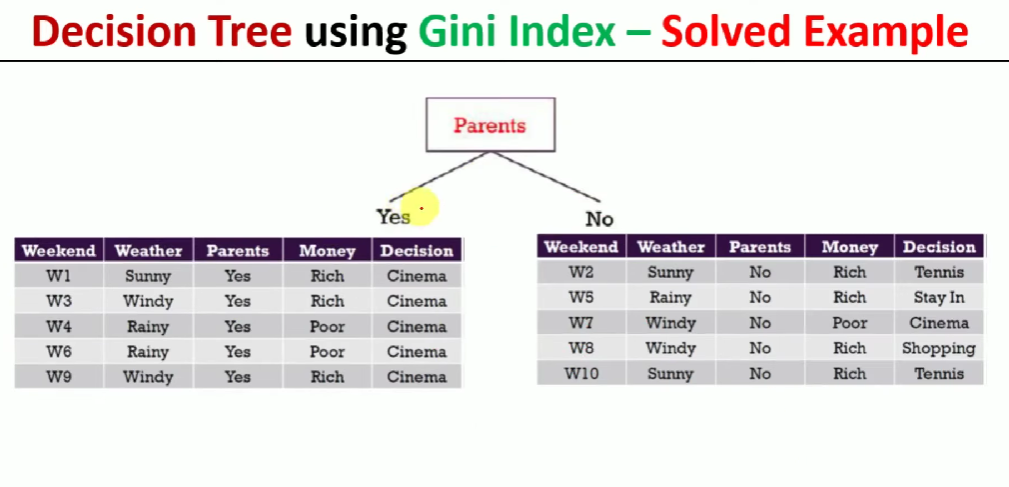 Decision Tree using Gini Index – Solved Example
Parents
Yes
No
Weekend Weather Parents Money Decision
W1 Sunny Yes Rich Cinema
W3 Windy Yes Rich Cinema
W4 Rainy Yes Poor Cinema
W6 Rainy Yes Poor Cinema
W9 Windy Yes Rich Cinema
Weekend Weather Parents Money Decision
W2 Sunny No Rich Tennis
W5 Rainy No Rich Stay In
W7 Windy No Poor Cinema
W8 Windy No Rich Shopping
W10 Sunny No Rich Tennis